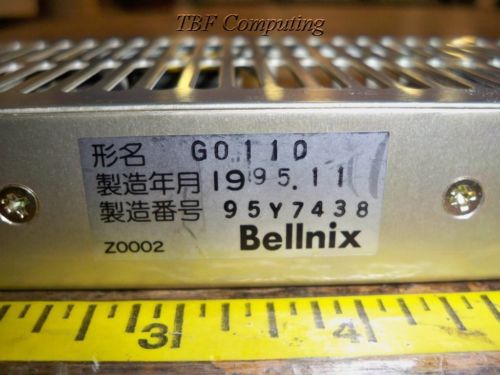 TBF Computing
形名 G0110
製造年月 1995.11
製造番号 95Y7438
Z0002 Bellnix
3 4